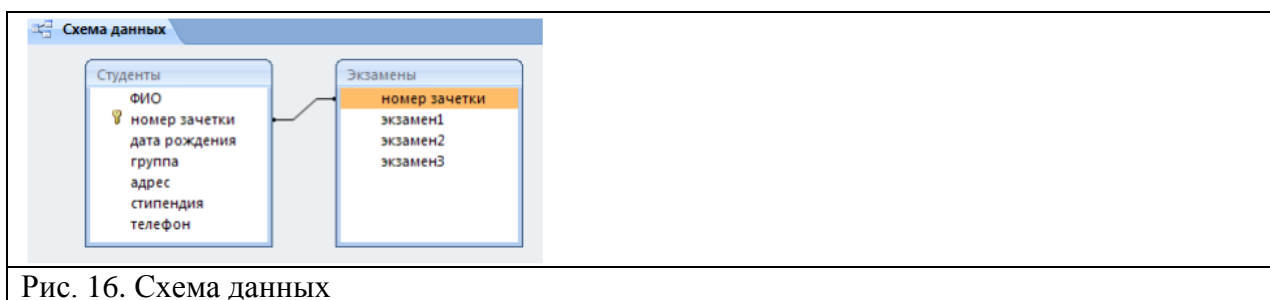 Схема данных
Студенты
ФИО
номер зачетки
дата рождения
группа
адрес
стипендия
телефон
Экзамены
номер зачетки
экзамен1
экзамен2
экзамен3
Рис. 16. Схема данных